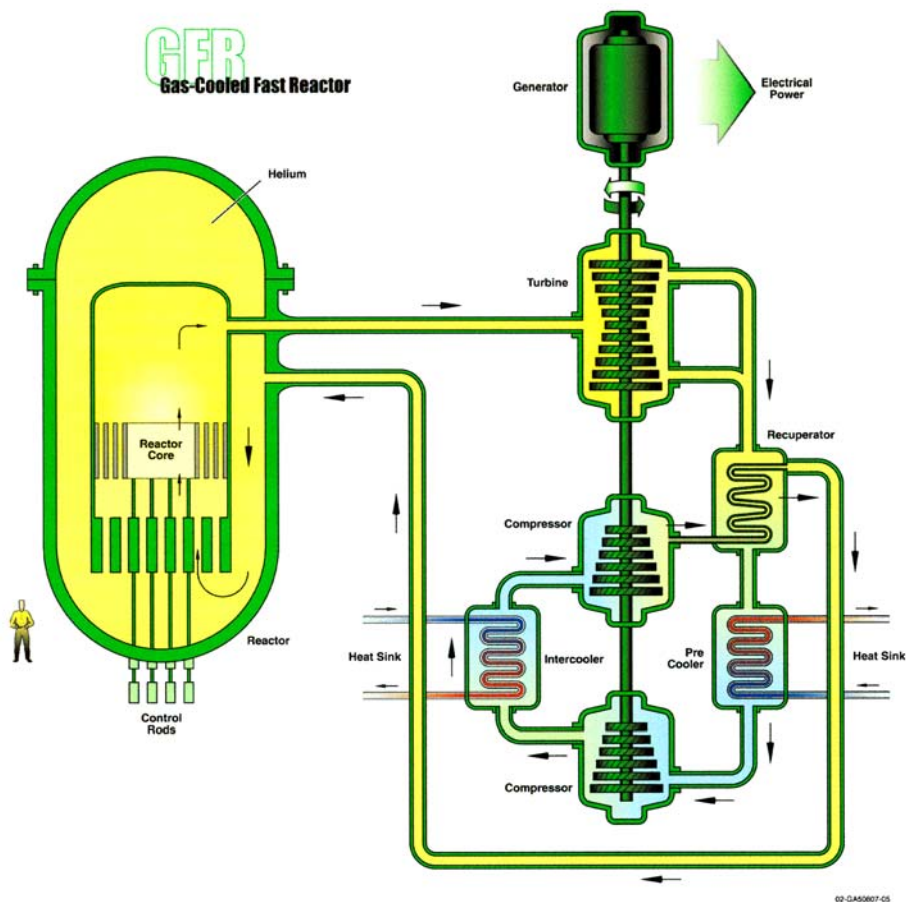 GFR
Gas-Cooled Fast Reactor
Generator
Electrical
Power
Helium
Turbine
Reactor
Core
Recuperator
Compressor
Reactor
Heat Sink
Intercooler
Pre
Cooler
Heat Sink
Control
Rods
Compressor
02-GA50807-05